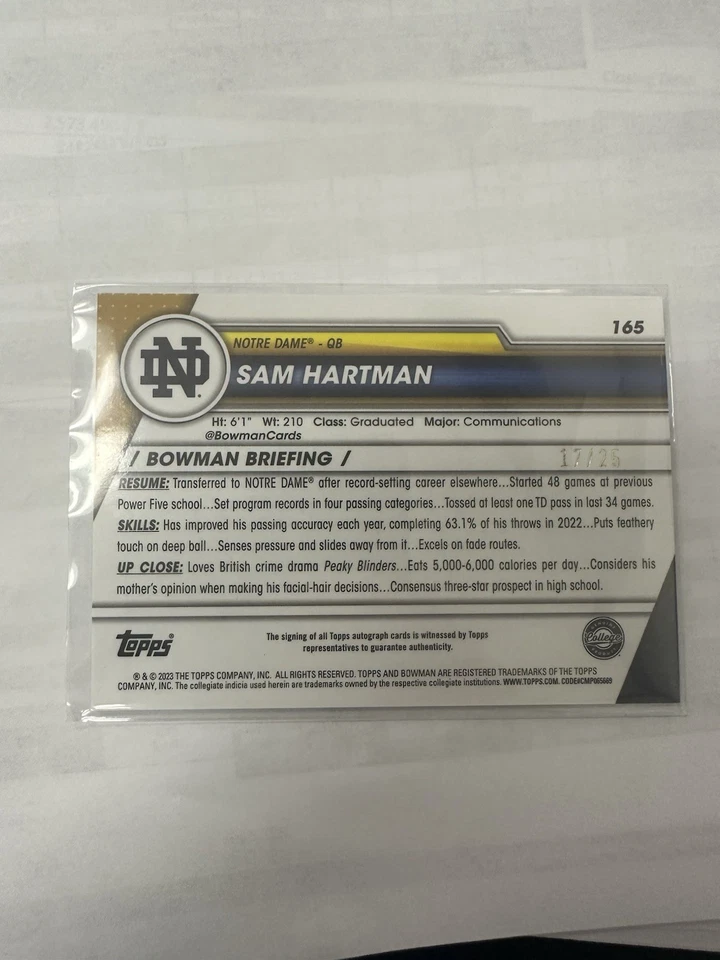 165
NOTRE DAME® - QB
ND
SAM HARTMAN
Ht: 6'1" Wt: 210 Class: Graduated Major: Communications
@BowmanCards
/ BOWMAN BRIEFING /
17/25
RESUME: Transferred to NOTRE DAME® after record-setting career elsewhere...Started 48 games at previous
Power Five school...Set program records in four passing categories...Tossed at least one TD pass in last 34 games.
SKILLS: Has improved his passing accuracy each year, completing 63.1% of his throws in 2022...Puts feathery
touch on deep ball...Senses pressure and slides away from it...Excels on fade routes.
UP CLOSE: Loves British crime drama Peaky Blinders...Eats 5,000-6,000 calories per day...Considers his
mother's opinion when making his facial-hair decisions...Consensus three-star prospect in high school.
Topps®
The signing of all Topps autograph cards is witnessed by Topps
representatives to guarantee authenticity.
College
® & © 2023 THE TOPPS COMPANY, INC. ALL RIGHTS RESERVED. TOPPS AND BOWMAN ARE REGISTERED TRADEMARKS OF THE TOPPS
COMPANY, INC. The collegiate indicia used herein are trademarks owned by the respective collegiate institutions. WWW.TOPPS.COM. CODE#CMP065669